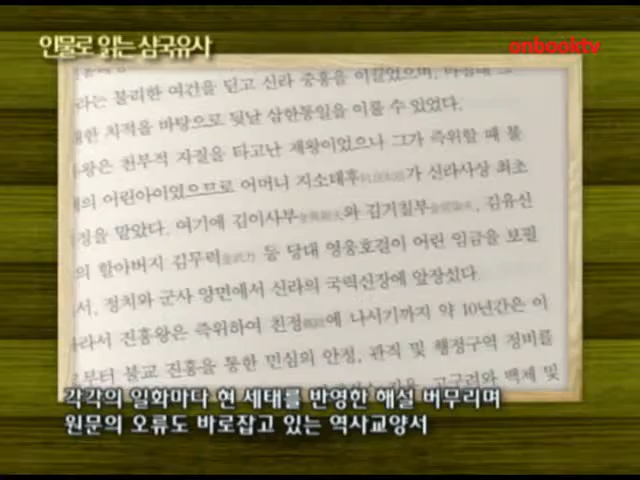 인물로 읽는 삼국유사
onbooktv
라는 불리한 여건을 딛고 신라 중흥을 이끌었으며,
한 치적을 바탕으로 뒷날 삼한통일을 이룰 수 있었다.
왕은 천부적 자질을 타고난 제왕이었으나 그가 즉위할 때 불
의 어린아이였으므로 어머니 지소태후가 신라사상 최초
정을 맡았다. 여기에 김이사부와 김거칠부, 김유신
의 할아버지 김무력 등 당대 영웅호걸이 어린 임금을 보필
서, 정치와 군사 양면에서 신라의 국력신장에 앞장섰다.
라서 진흥왕은 즉위하여 친정에 나서기까지 약 10년간은 이
부터 불교 진흥을 통한 민심의 안정, 관직 및 행정구역 정비를
고구려와 백제 및
각각의 일화마다 현 세태를 반영한 해설 버무리며
원문의 오류도 바로잡고 있는 역사교양서